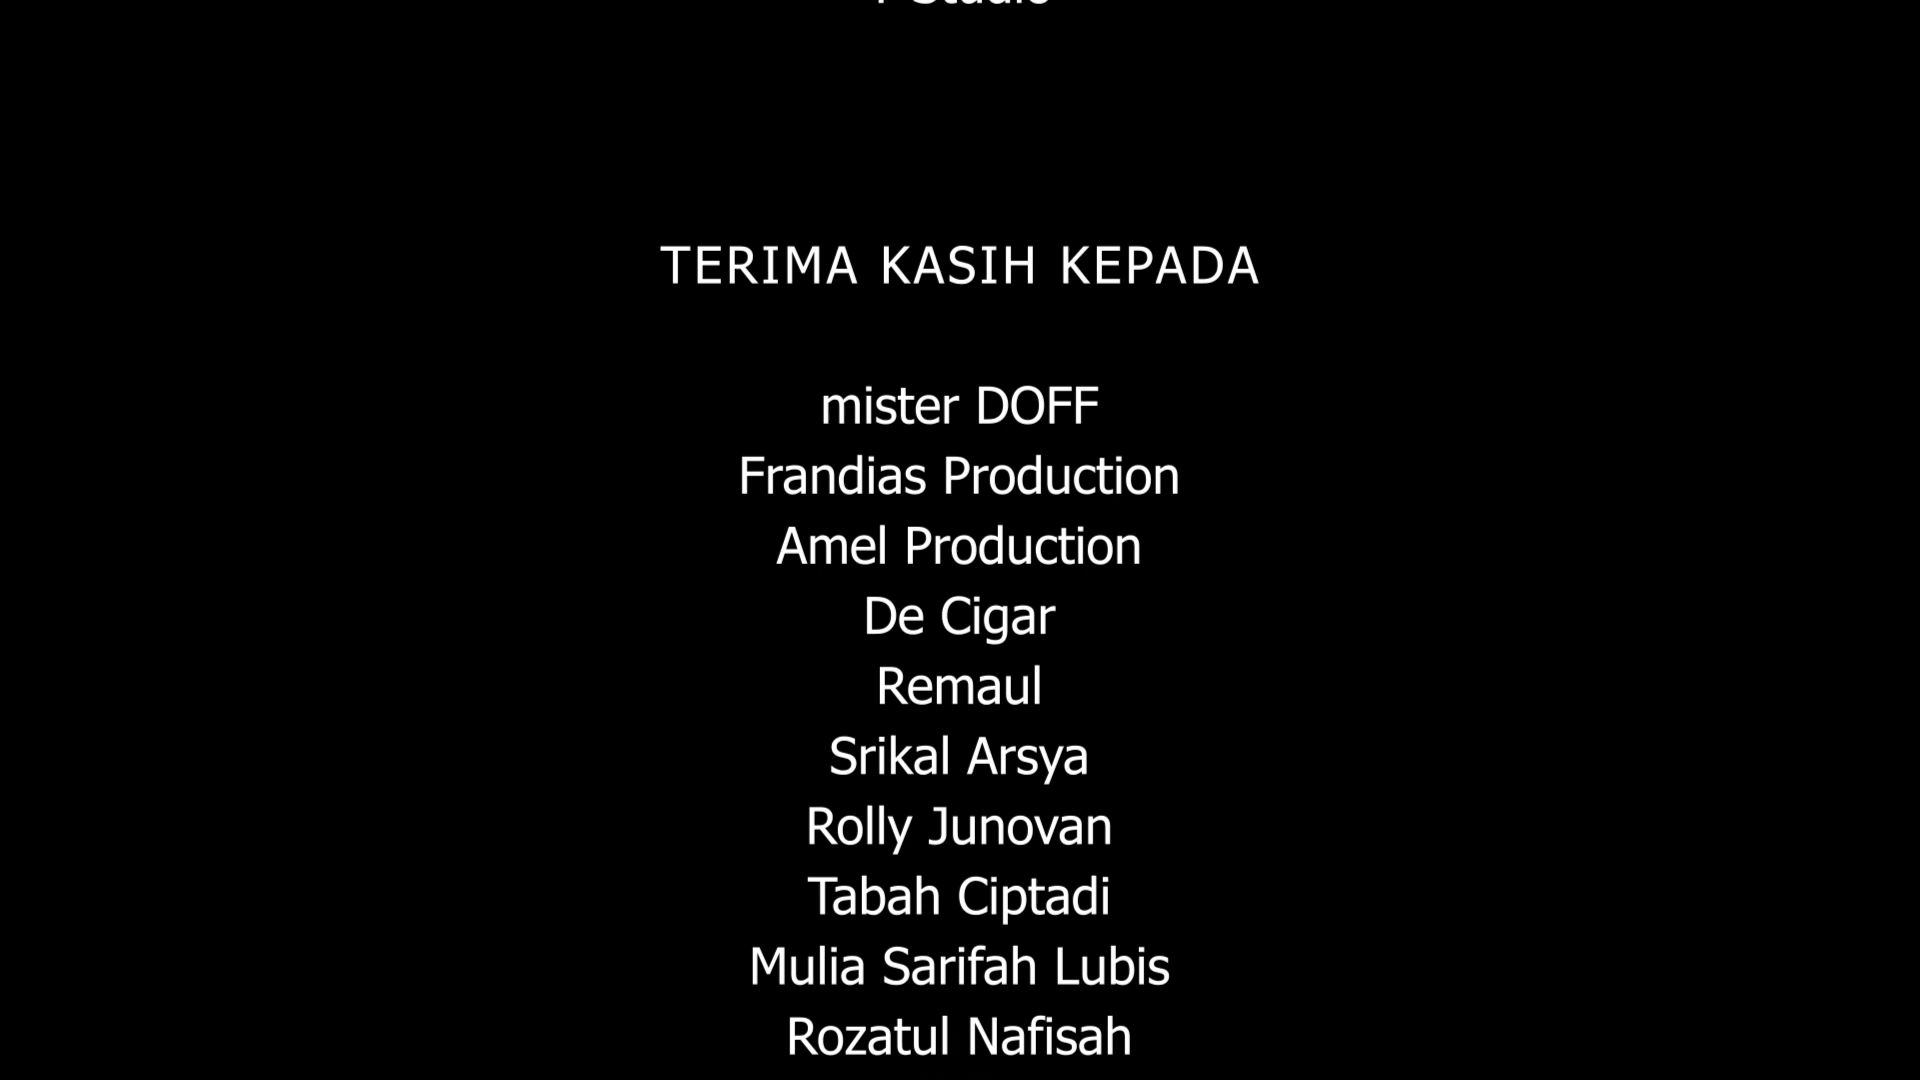 TERIMA KASIH KEPADA
mister DOFF
Frandias Production
Amel Production
De Cigar
Remaul
Srikal Arsya
Rolly Junovan
Tabah Ciptadi
Mulia Sarifah Lubis
Rozatul Nafisah